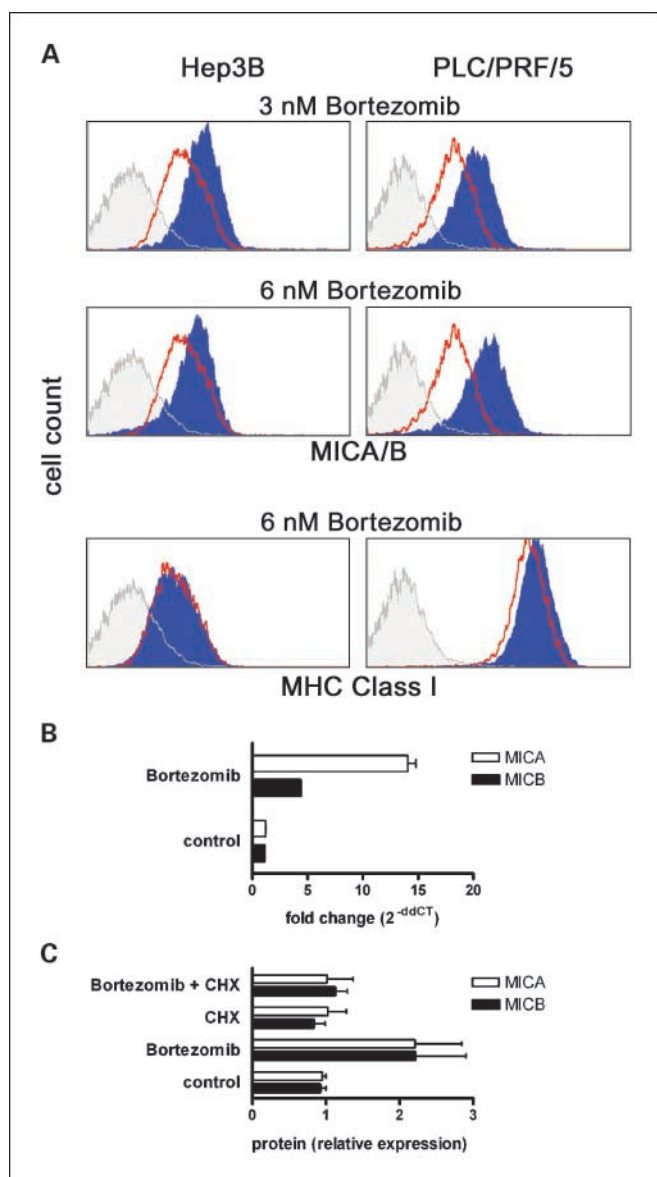 A
Hep3B PLC/PRF/5
3 nM Bortezomib
6 nM Bortezomib
MICA/B
cell count
6 nM Bortezomib
MHC Class I
B
Bortezomib
control
MICA
MICB
0 5 10 15 20
fold change (2^-ddCT)
C
Bortezomib + CHX
CHX
Bortezomib
control
MICA
MICB
0 1 2 3
protein (relative expression)